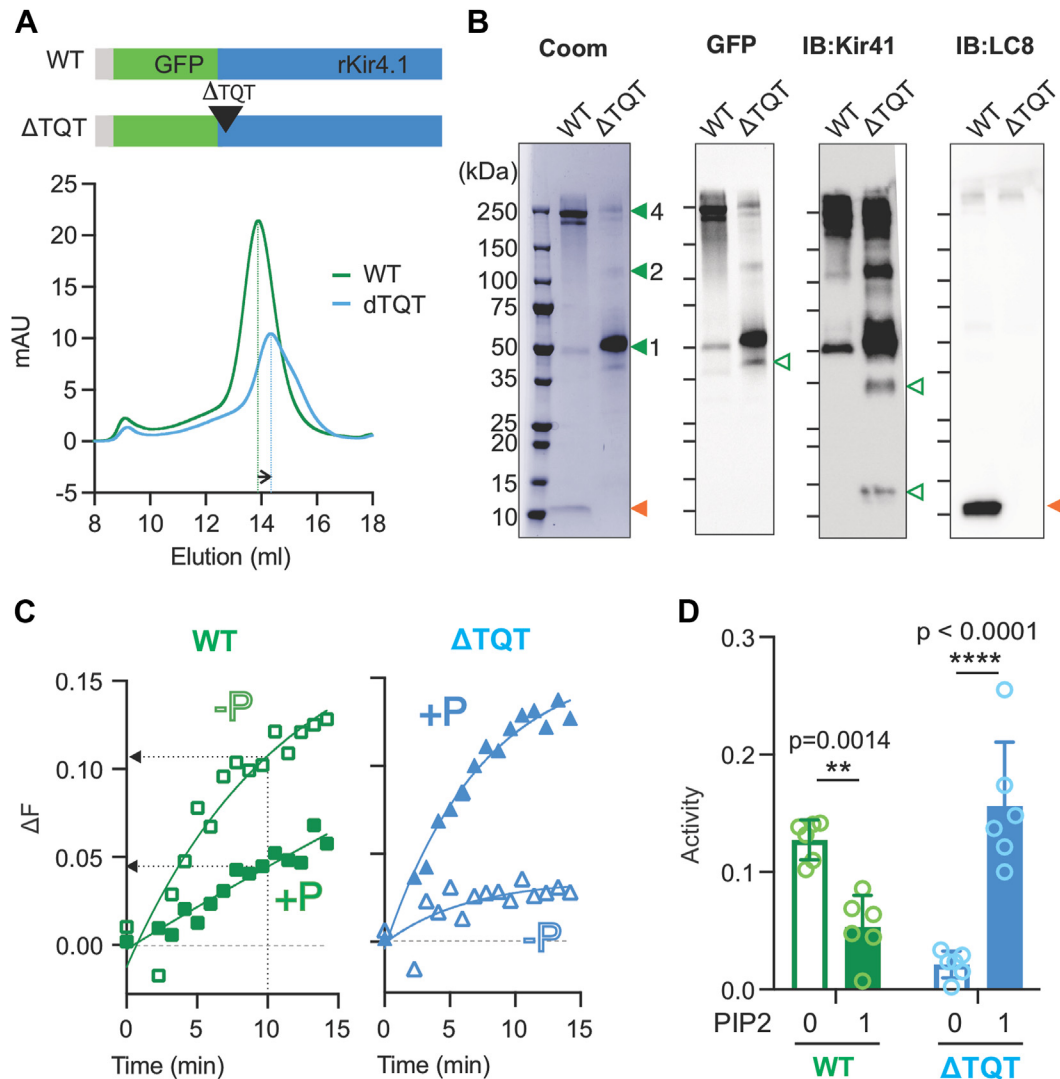 A
WT
GFP
rKir4.1
ΔTQT
ΔTQT
25
20
15
10
5
0
-5
mAU
WT
dTQT
8 10 12 14 16 18
Elution (ml)
B
Coom
GFP
IB:Kir41
IB:LC8
WT ΔTQT
WT ΔTQT
WT ΔTQT
WT ΔTQT
(kDa)
250
150
100
75
50
35
25
20
15
10
4
2
1
C
WT
ΔTQT
0.15
0.10
0.05
0.00
ΔF
-P
+P
+P
-P
0 5 10 15
0 5 10 15
Time (min)
Time (min)
D
p < 0.0001
****
p=0.0014
**
0.3
0.2
0.1
0.0
Activity
PIP2 0 1 0 1
WT
ΔTQT